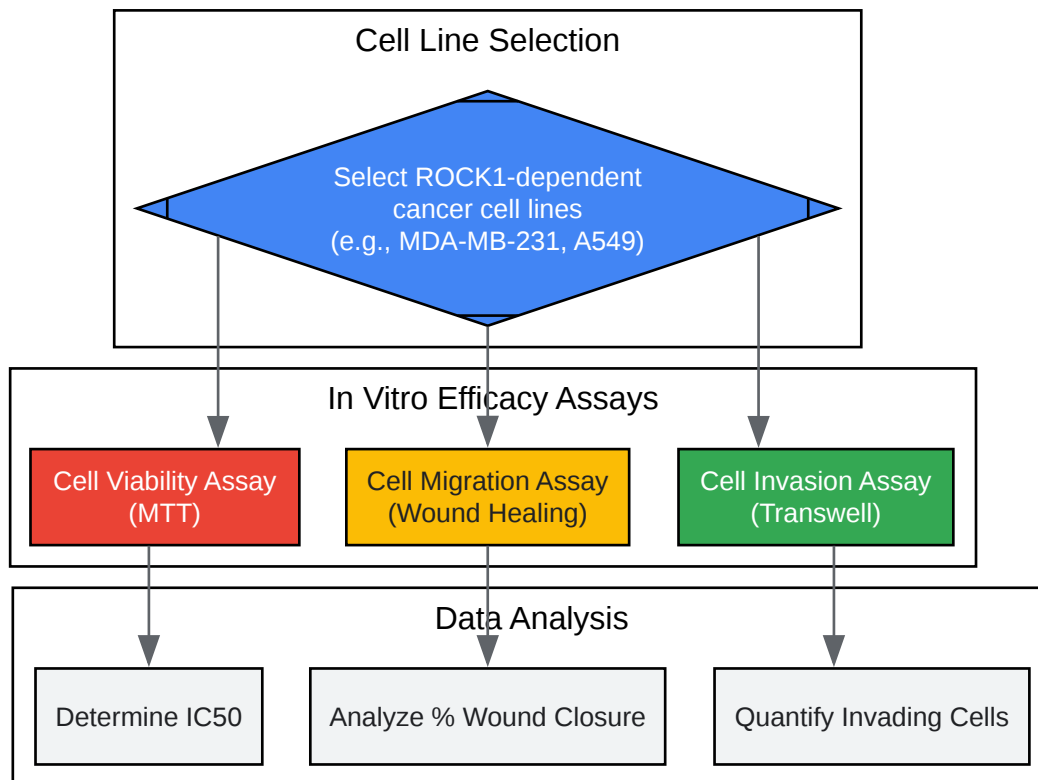 Cell Line Selection
Select ROCK1-dependent
cancer cell lines
(e.g., MDA-MB-231, A549)
In Vitro Efficacy Assays
Cell Viability Assay
(MTT)
Cell Migration Assay
(Wound Healing)
Cell Invasion Assay
(Transwell)
Data Analysis
Determine IC50
Analyze % Wound Closure
Quantify Invading Cells